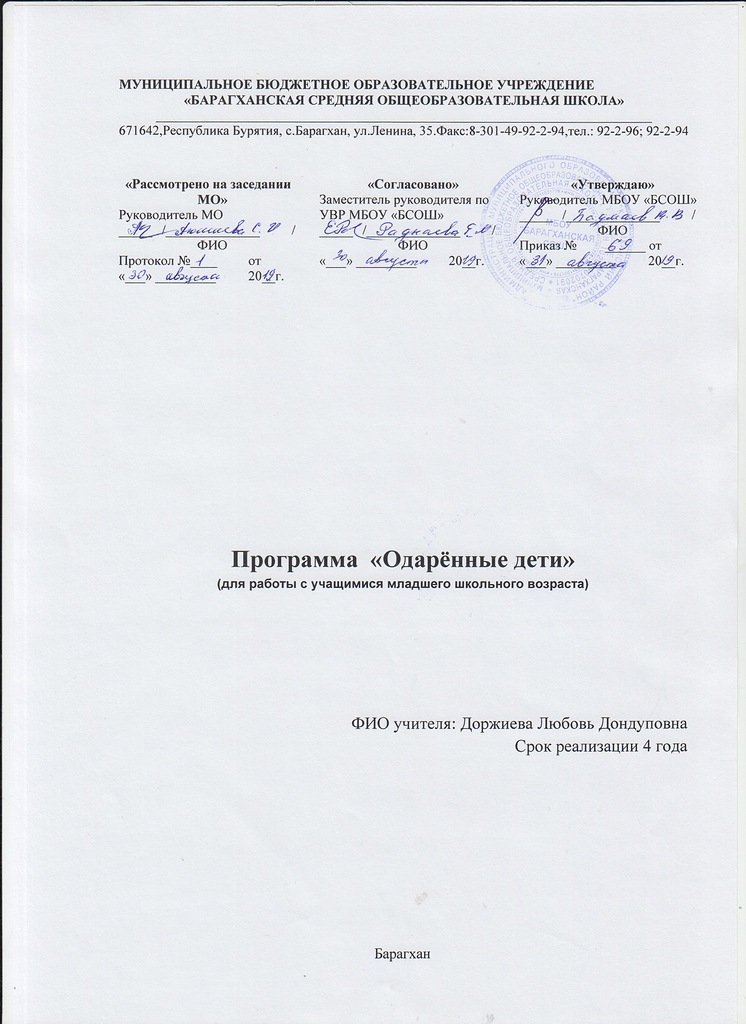 МУНИЦИПАЛЬНОЕ БЮДЖЕТНОЕ ОБРАЗОВАТЕЛЬНОЕ УЧРЕЖДЕНИЕ
«БАРАГХАНСКАЯ СРЕДНЯЯ ОБЩЕОБРАЗОВАТЕЛЬНАЯ ШКОЛА»
671642,Республика Бурятия, с.Барагхан, ул.Ленина, 35.Факс:8-301-49-92-2-94,тел.: 92-2-96; 92-2-94
«Рассмотрено на заседании
МО»
Руководитель МО
/ /
ФИО
Протокол № 1 от
«30» августа 2019г.
«Согласовано»
Заместитель руководителя по
УВР МБОУ «БСОШ»
/ Раднаева Е М/
ФИО
«30» августа 2019г.
«Утверждаю»
Руководитель МБОУ «БСОШ»
/ Бадмаев /
ФИО
Приказ № 69 от
«31» августа 2019г.
МБОУ
БАРАГХАНСКАЯ
Программа «Одарённые дети»
(для работы с учащимися младшего школьного возраста)
ФИО учителя: Доржиева Любовь Дондуповна
Срок реализации 4 года
Барагхан